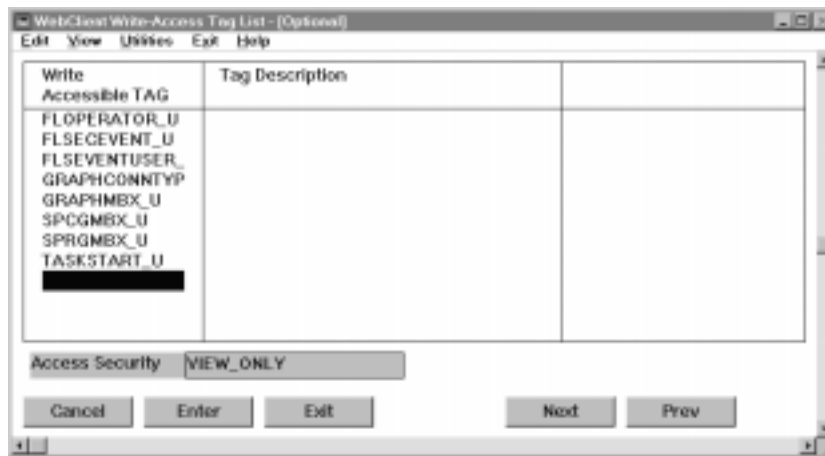 WebClient Write-Access Tag List - [Optional]
Edit View Utilities Exit Help
Write
Accessible TAG
Tag Description
FLOPERATOR_U
FLSECEVENT_U
FLSEVENTUSER_
GRAPHCONNTYP
GRAPHMBX_U
SPCGMBX_U
SPRGMBX_U
TASKSTART_U
Access Security VIEW_ONLY
Cancel Enter Exit Next Prev